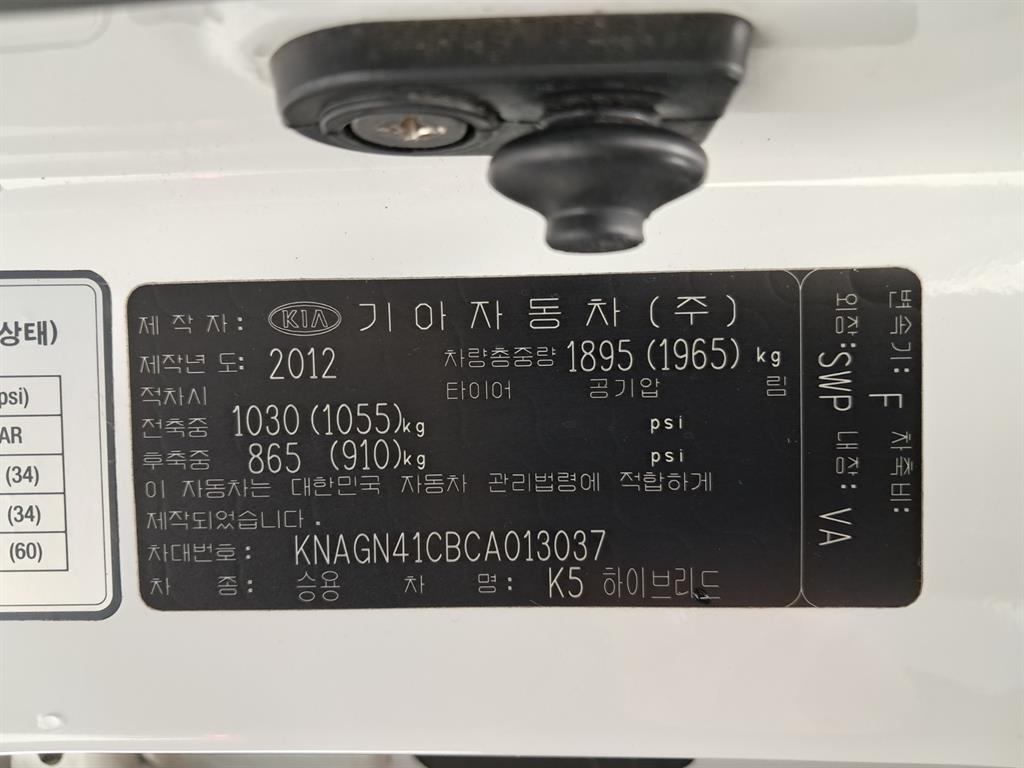 상태)
psi)
AR
(34)
(34)
(60)
제 작 자: KIA 기 아 자 동 차 (주)
제작년 도: 2012 차량총중량 1895 (1965) kg
적차시 타이어 공기압 림
전축중 1030 (1055)kg psi
후축중 865 (910)kg psi
이 자동차는 대한민국 자동차 관리법령에 적합하게
제작되었습니다.
차대번호: KNAGN41CBCA013037
차 종: 승용 차 명: K5 하이브리드
변속기: F 차축비:
외장:SWP 내장: VA